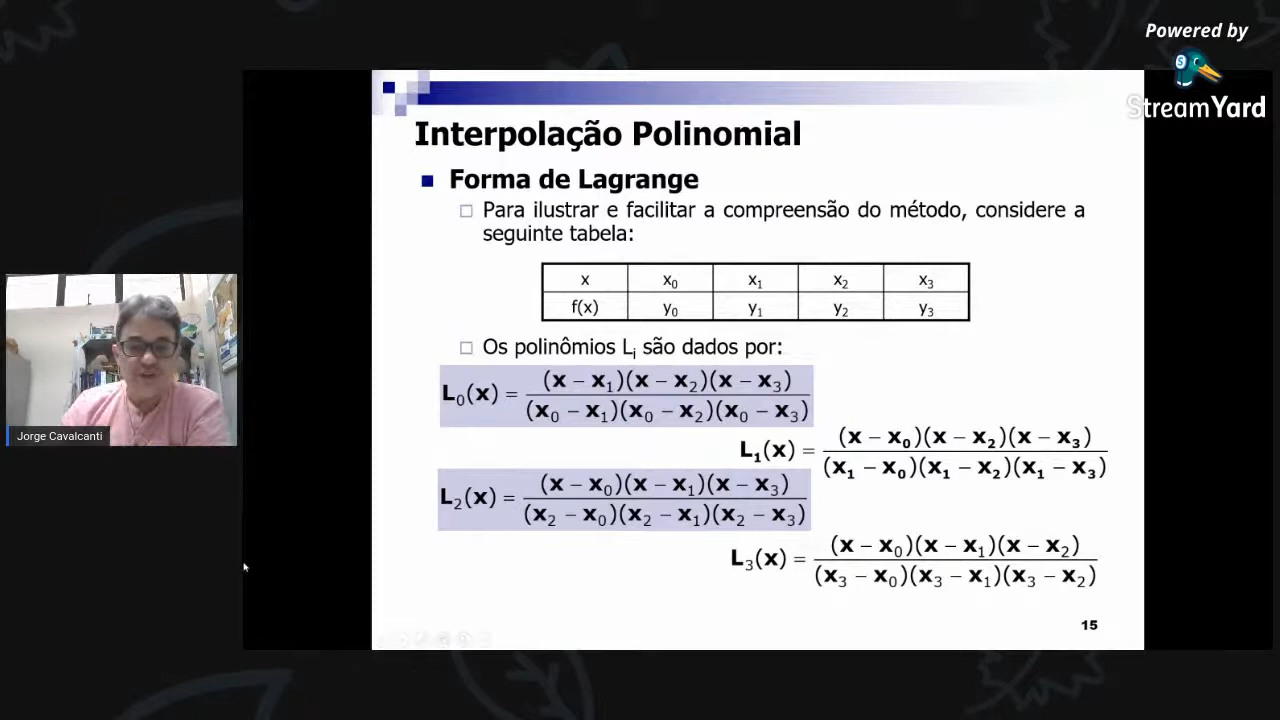 Powered by
StreamYard
Interpolação Polinomial
Forma de Lagrange
Para ilustrar e facilitar a compreensão do método, considere a
seguinte tabela:
x x₀ x₁ x₂ x₃
f(x) y₀ y₁ y₂ y₃
Os polinômios Lᵢ são dados por:
L₀(x) = (x − x₁)(x − x₂)(x − x₃)
(x₀ − x₁)(x₀ − x₂)(x₀ − x₃)
L₁(x) = (x − x₀)(x − x₂)(x − x₃)
(x₁ − x₀)(x₁ − x₂)(x₁ − x₃)
L₂(x) = (x − x₀)(x − x₁)(x − x₃)
(x₂ − x₀)(x₂ − x₁)(x₂ − x₃)
L₃(x) = (x − x₀)(x − x₁)(x − x₂)
(x₃ − x₀)(x₃ − x₁)(x₃ − x₂)
15
Jorge Cavalcanti